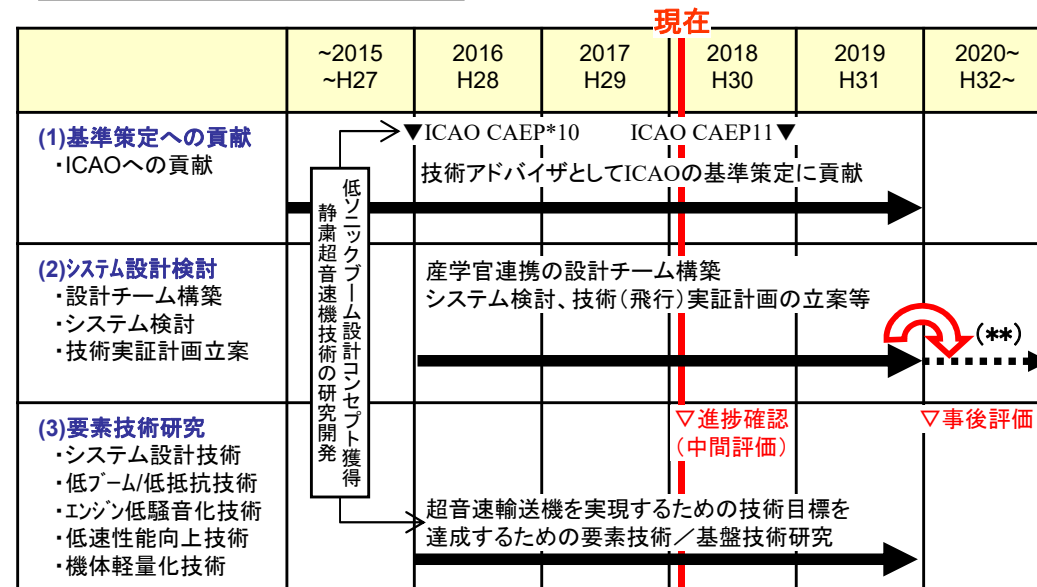 現在
~2015
~H27
2016
H28
2017
H29
2018
H30
2019
H31
2020~
H32~
(1)基準策定への貢献
・ICAOへの貢献
▼ICAO CAEP*10
ICAO CAEP11▼
技術アドバイザとしてICAOの基準策定に貢献
低ソニックブーム設計コンセプト獲得
静粛超音速機技術の研究開発
(2)システム設計検討
・設計チーム構築
・システム検討
・技術実証計画立案
産学官連携の設計チーム構築
システム検討、技術(飛行)実証計画の立案等
(**)
(3)要素技術研究
・システム設計技術
・低ブーム/低抵抗技術
・エンジン低騒音化技術
・低速性能向上技術
・機体軽量化技術
▽進捗確認
(中間評価)
▽事後評価
超音速輸送機を実現するための技術目標を
達成するための要素技術／基盤技術研究